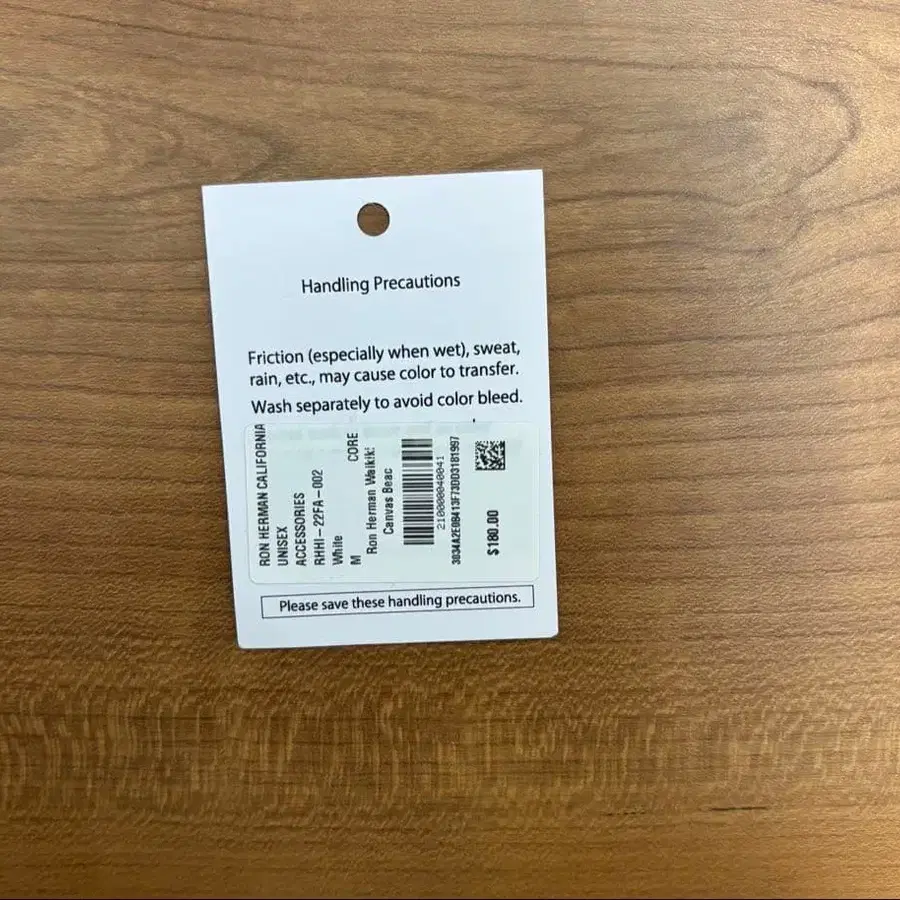 Handling Precautions
Friction (especially when wet), sweat,
rain, etc., may cause color to transfer.
Wash separately to avoid color bleed.
RON HERMAN CALIFORNIA
UNISEX
ACCESSORIES
RHHI-22FA-002
White
M CORE
Ron Herman Waikiki
Canvas Beac
210000040041
3034A2E0B413F73DD31B1997
$180.00
Please save these handling precautions.